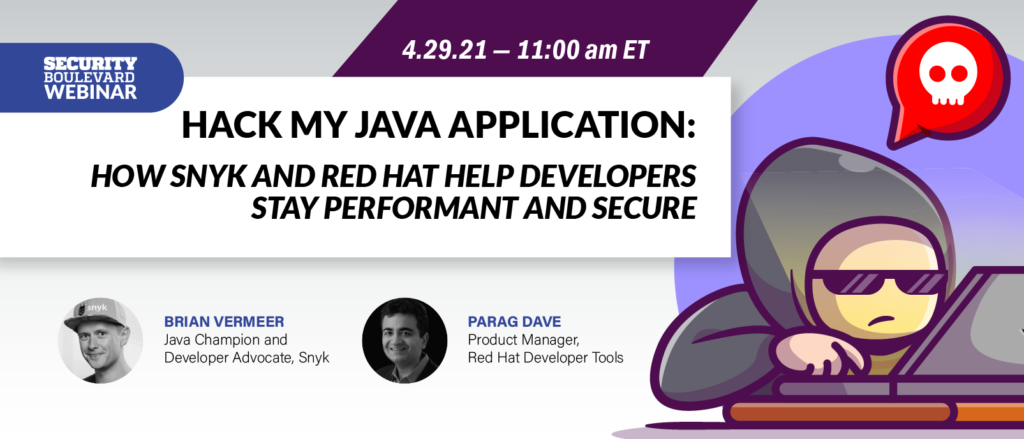 SECURITY
BOULEVARD
WEBINAR
4.29.21 — 11:00 am ET
HACK MY JAVA APPLICATION:
HOW SNYK AND RED HAT HELP DEVELOPERS
STAY PERFORMANT AND SECURE
snyk
BRIAN VERMEER
Java Champion and
Developer Advocate, Snyk
PARAG DAVE
Product Manager,
Red Hat Developer Tools